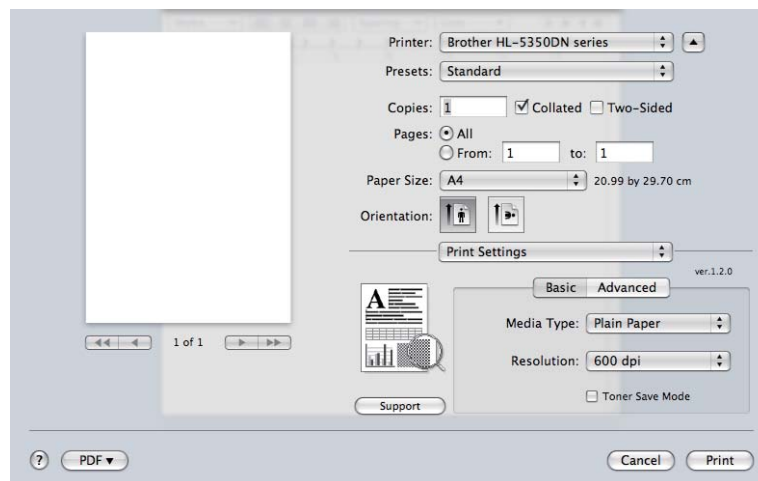 Printer: Brother HL-5350DN series
Presets: Standard
Copies: 1 Collated Two-Sided
Pages: All
From: 1 to: 1
Paper Size: A4 20.99 by 29.70 cm
Orientation:
Print Settings
ver.1.2.0
Basic Advanced
A
Media Type: Plain Paper
1 of 1
Resolution: 600 dpi
Toner Save Mode
Support
? PDF Cancel Print